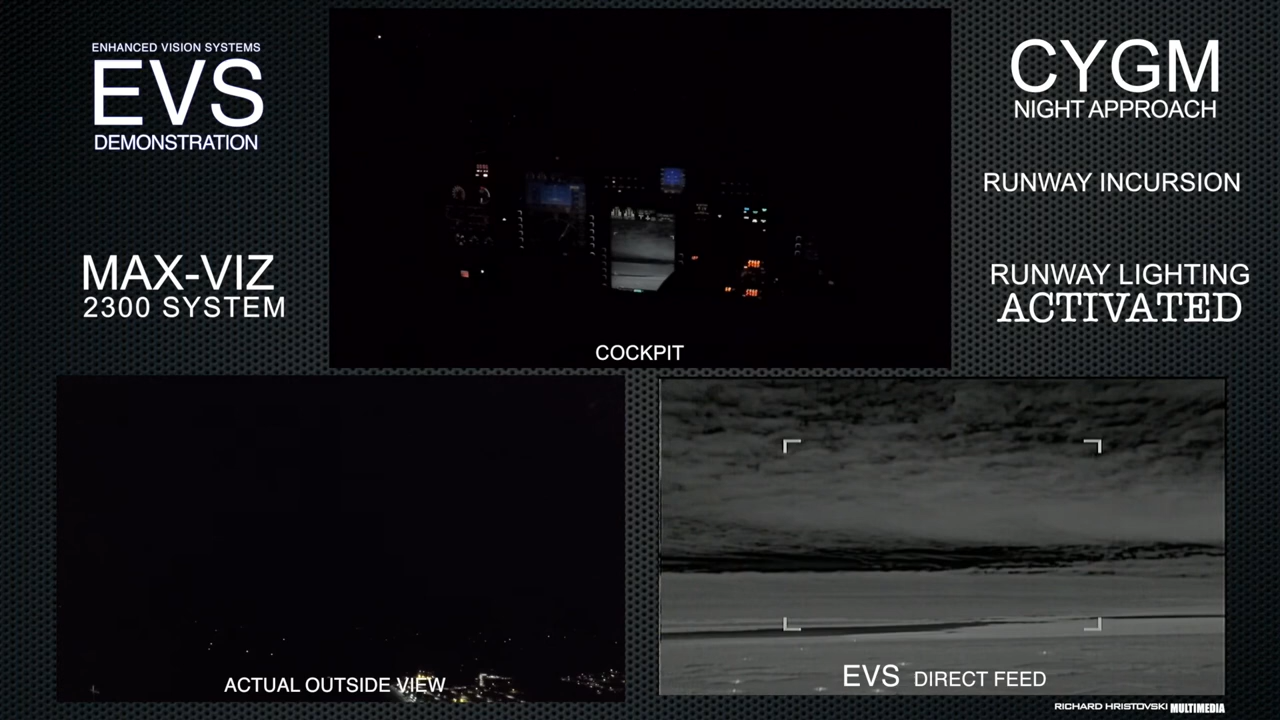 ENHANCED VISION SYSTEMS
EVS
DEMONSTRATION
MAX-VIZ
2300 SYSTEM
COCKPIT
CYGM
NIGHT APPROACH
RUNWAY INCURSION
RUNWAY LIGHTING
ACTIVATED
ACTUAL OUTSIDE VIEW
EVS DIRECT FEED
RICHARD HRISTOVSKI MULTIMEDIA